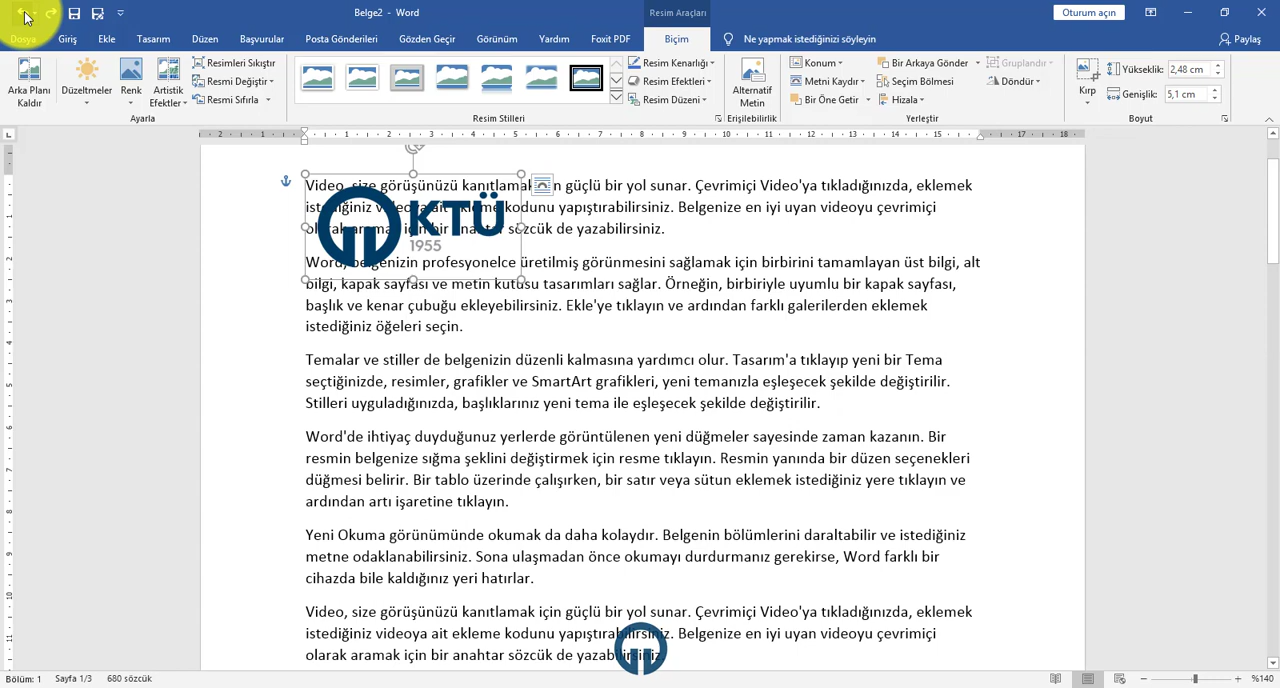 Belge2 - Word
Resim Araçları
Oturum açın
Dosya Giriş Ekle Tasarım Düzen Başvurular Posta Gönderileri Gözden Geçir Görünüm Yardım Foxit PDF Biçim Ne yapmak istediğinizi söyleyin Paylaş
Arka Planı Kaldır
Düzeltmeler
Renk
Artistik Efektler
Resimleri Sıkıştır
Resmi Değiştir
Resmi Sıfırla
Ayarla
Resim Kenarlığı
Resim Efektleri
Resim Düzeni
Resim Stilleri
Alternatif Metin
Erişilebilirlik
Konum
Metni Kaydır
Bir Öne Getir
Bir Arkaya Gönder
Seçim Bölmesi
Hizala
Gruplandır
Döndür
Yerleştir
Kırp
Yükseklik: 2,48 cm
Genişlik: 5,1 cm
Boyut
Video, size görüşünüzü kanıtlamak güçlü bir yol sunar. Çevrimiçi Video'ya tıkladığınızda, eklemek
videoya ait ekleme kodunu yapıştırabilirsiniz. Belgenize en iyi uyan videoyu çevrimiçi
için bir anahtar sözcük de yazabilirsiniz.
KTÜ
1955
Word, belgenizin profesyonelce üretilmiş görünmesini sağlamak için birbirini tamamlayan üst bilgi, alt
bilgi, kapak sayfası ve metin kutusu tasarımları sağlar. Örneğin, birbiriyle uyumlu bir kapak sayfası,
başlık ve kenar çubuğu ekleyebilirsiniz. Ekle'ye tıklayın ve ardından farklı galerilerden eklemek
istediğiniz öğeleri seçin.
Temalar ve stiller de belgenizin düzenli kalmasına yardımcı olur. Tasarım'a tıklayıp yeni bir Tema
seçtiğinizde, resimler, grafikler ve SmartArt grafikleri, yeni temanızla eşleşecek şekilde değiştirilir.
Stilleri uyguladığınızda, başlıklarınız yeni tema ile eşleşecek şekilde değiştirilir.
Word'de ihtiyaç duyduğunuz yerlerde görüntülenen yeni düğmeler sayesinde zaman kazanın. Bir
resmin belgenize sığma şeklini değiştirmek için resme tıklayın. Resmin yanında bir düzen seçenekleri
düğmesi belirir. Bir tablo üzerinde çalışırken, bir satır veya sütun eklemek istediğiniz yere tıklayın ve
ardından artı işaretine tıklayın.
Yeni Okuma görünümünde okumak da daha kolaydır. Belgenin bölümlerini daraltabilir ve istediğiniz
metne odaklanabilirsiniz. Sona ulaşmadan önce okumayı durdurmanız gerekirse, Word farklı bir
cihazda bile kaldığınız yeri hatırlar.
Video, size görüşünüzü kanıtlamak için güçlü bir yol sunar. Çevrimiçi Video'ya tıkladığınızda, eklemek
istediğiniz videoya ait ekleme kodunu yapıştırabilirsiniz. Belgenize en iyi uyan videoyu çevrimiçi
olarak aramak için bir anahtar sözcük de yazabilirsiniz.
Bölüm: 1 Sayfa 1/3 680 sözcük %140